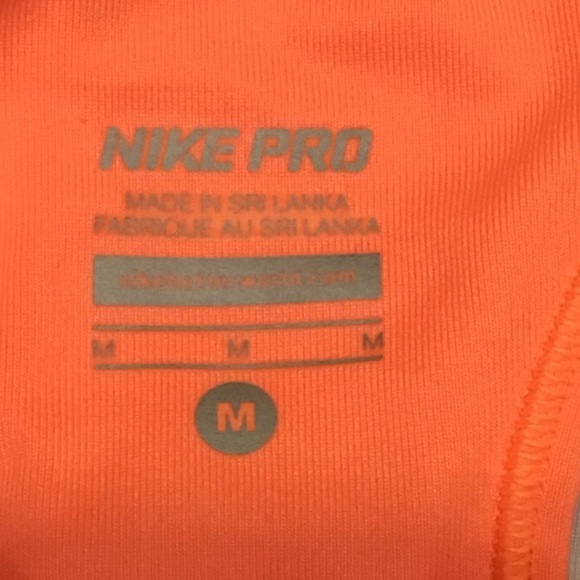 NIKE PRO
MADE IN SRI LANKA
FABRIQUE AU SRI LANKA
M M M
M